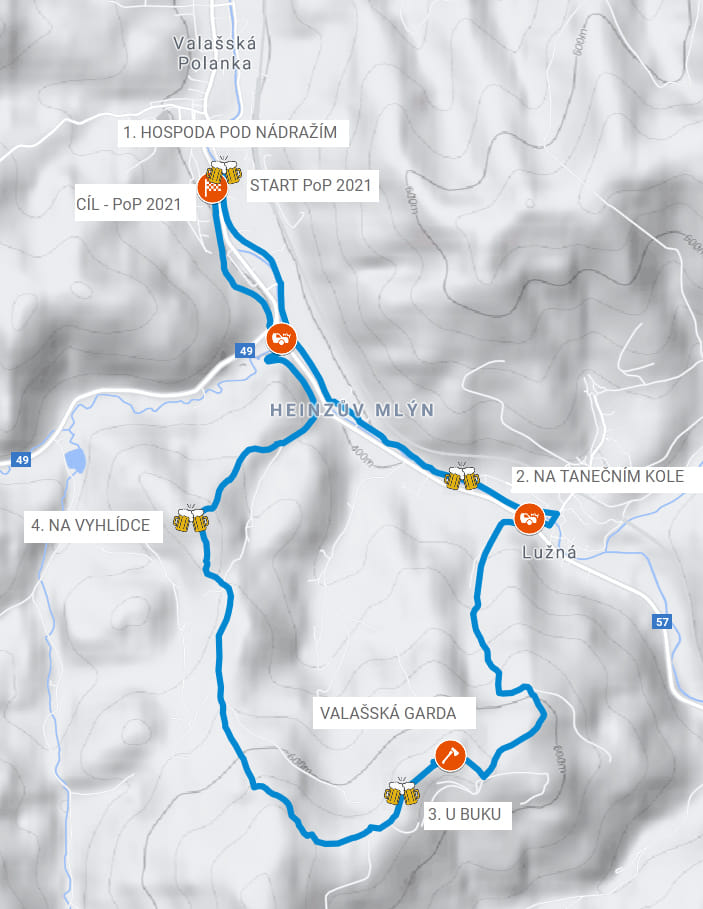 Valašská
Polanka
600m
1. HOSPODA POD NÁDRAŽÍM
START PoP 2021
CÍL - PoP 2021
600m
600m
49
HEINZŮV MLÝN
400m
49
2. NA TANEČNÍM KOLE
4. NA VYHLÍDCE
Lužná
57
VALAŠSKÁ GARDA
600m
600m
3. U BUKU